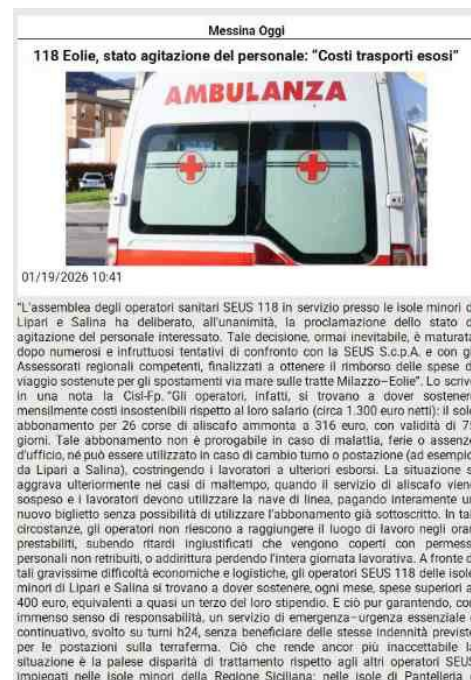 Messina Oggi
118 Eolie, stato agitazione del personale: “Costi trasporti esosi”
AMBULANZA
01/19/2026 10:41
“L'assemblea degli operatori sanitari SEUS 118 in servizio presso le isole minori d
Lipari e Salina ha deliberato, all'unanimità, la proclamazione dello stato d
agitazione del personale interessato. Tale decisione, ormai inevitabile, è maturata
dopo numerosi e infruttuosi tentativi di confronto con la SEUS S.c.p.A. e con gl
Assessorati regionali competenti, finalizzati a ottenere il rimborso delle spese d
viaggio sostenute per gli spostamenti via mare sulle tratte Milazzo–Eolie”. Lo scrive
in una nota la Cisl-Fp. “Gli operatori, infatti, si trovano a dover sostenere
mensilmente costi insostenibili rispetto al loro salario (circa 1.300 euro netti): il solo
abbonamento per 26 corse di aliscafo ammonta a 316 euro, con validità di 75
giorni. Tale abbonamento non è prorogabile in caso di malattia, ferie o assenze
d'ufficio, né può essere utilizzato in caso di cambio turno o postazione (ad esempio
da Lipari a Salina), costringendo i lavoratori a ulteriori esborsi. La situazione s
aggrava ulteriormente nei casi di maltempo, quando il servizio di aliscafo viene
sospeso e i lavoratori devono utilizzare la nave di linea, pagando interamente un
nuovo biglietto senza possibilità di utilizzare l'abbonamento già sottoscritto. In tal
circostanze, gli operatori non riescono a raggiungere il luogo di lavoro negli orari
prestabiliti, subendo ritardi ingiustificati che vengono coperti con permessi
personali non retribuiti, o addirittura perdendo l'intera giornata lavorativa. A fronte d
tali gravissime difficoltà economiche e logistiche, gli operatori SEUS 118 delle isole
minori di Lipari e Salina si trovano a dover sostenere, ogni mese, spese superiori a
400 euro, equivalenti a quasi un terzo del loro stipendio. E ciò pur garantendo, con
immenso senso di responsabilità, un servizio di emergenza–urgenza essenziale e
continuativo, svolto su turni h24, senza beneficiare delle stesse indennità previste
per le postazioni sulla terraferma. Ciò che rende ancor più inaccettabile la
situazione è la palese disparità di trattamento rispetto agli altri operatori SEUS
impiegati nelle isole minori della Regione Siciliana: nelle isole di Pantelleria